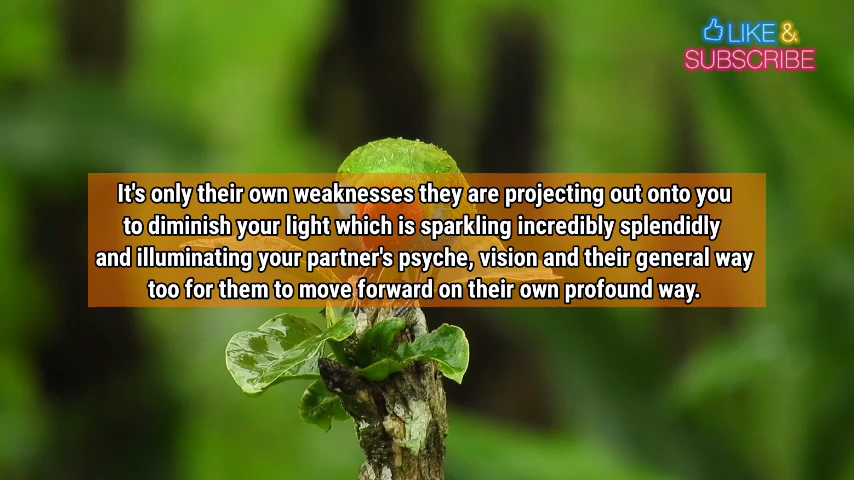 LIKE &
SUBSCRIBE
It's only their own weaknesses they are projecting out onto you
to diminish your light which is sparkling incredibly splendidly
and illuminating your partner's psyche, vision and their general way
too for them to move forward on their own profound way.